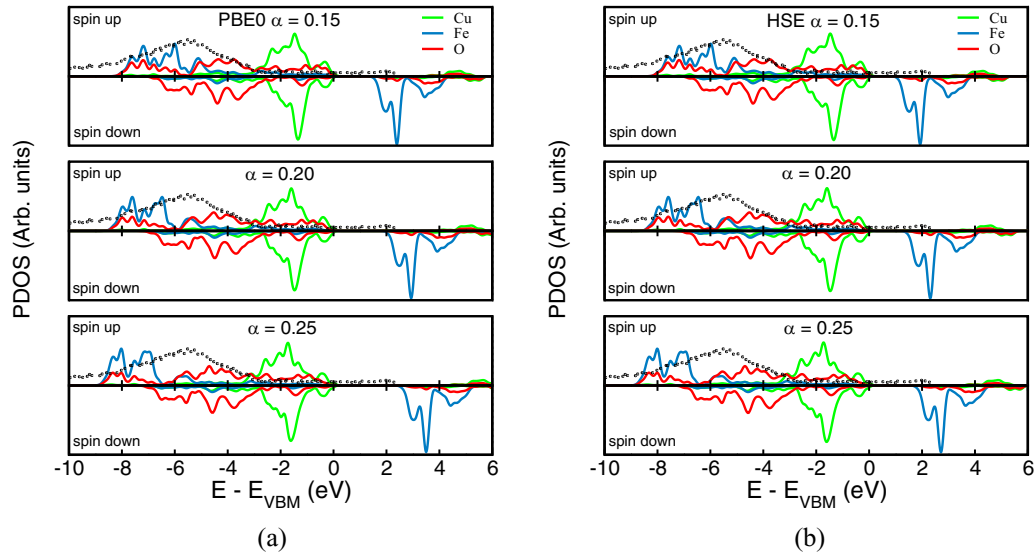 PDOS (Arb. units)
spin up
PBE0 α = 0.15
Cu
Fe
O
spin down
spin up
α = 0.20
spin down
spin up
α = 0.25
spin down
-10 -8 -6 -4 -2 0 2 4 6
E - E_VBM (eV)
(a)
PDOS (Arb. units)
spin up
HSE α = 0.15
Cu
Fe
O
spin down
spin up
α = 0.20
spin down
spin up
α = 0.25
spin down
-10 -8 -6 -4 -2 0 2 4 6
E - E_VBM (eV)
(b)